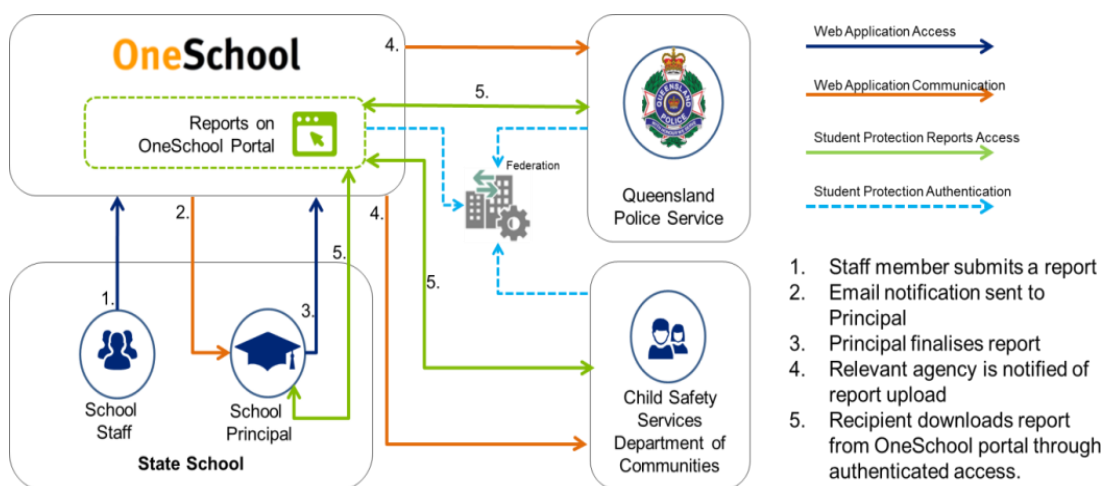 OneSchool
Reports on
OneSchool Portal
4.
5.
Federation
QUEENSLAND
POLICE
Queensland
Police Service
2.
4.
5.
5.
1.
3.
School
Staff
School
Principal
State School
Child Safety
Services
Department of
Communities
Web Application Access
Web Application Communication
Student Protection Reports Access
Student Protection Authentication
1. Staff member submits a report
2. Email notification sent to
Principal
3. Principal finalises report
4. Relevant agency is notified of
report upload
5. Recipient downloads report
from OneSchool portal through
authenticated access.